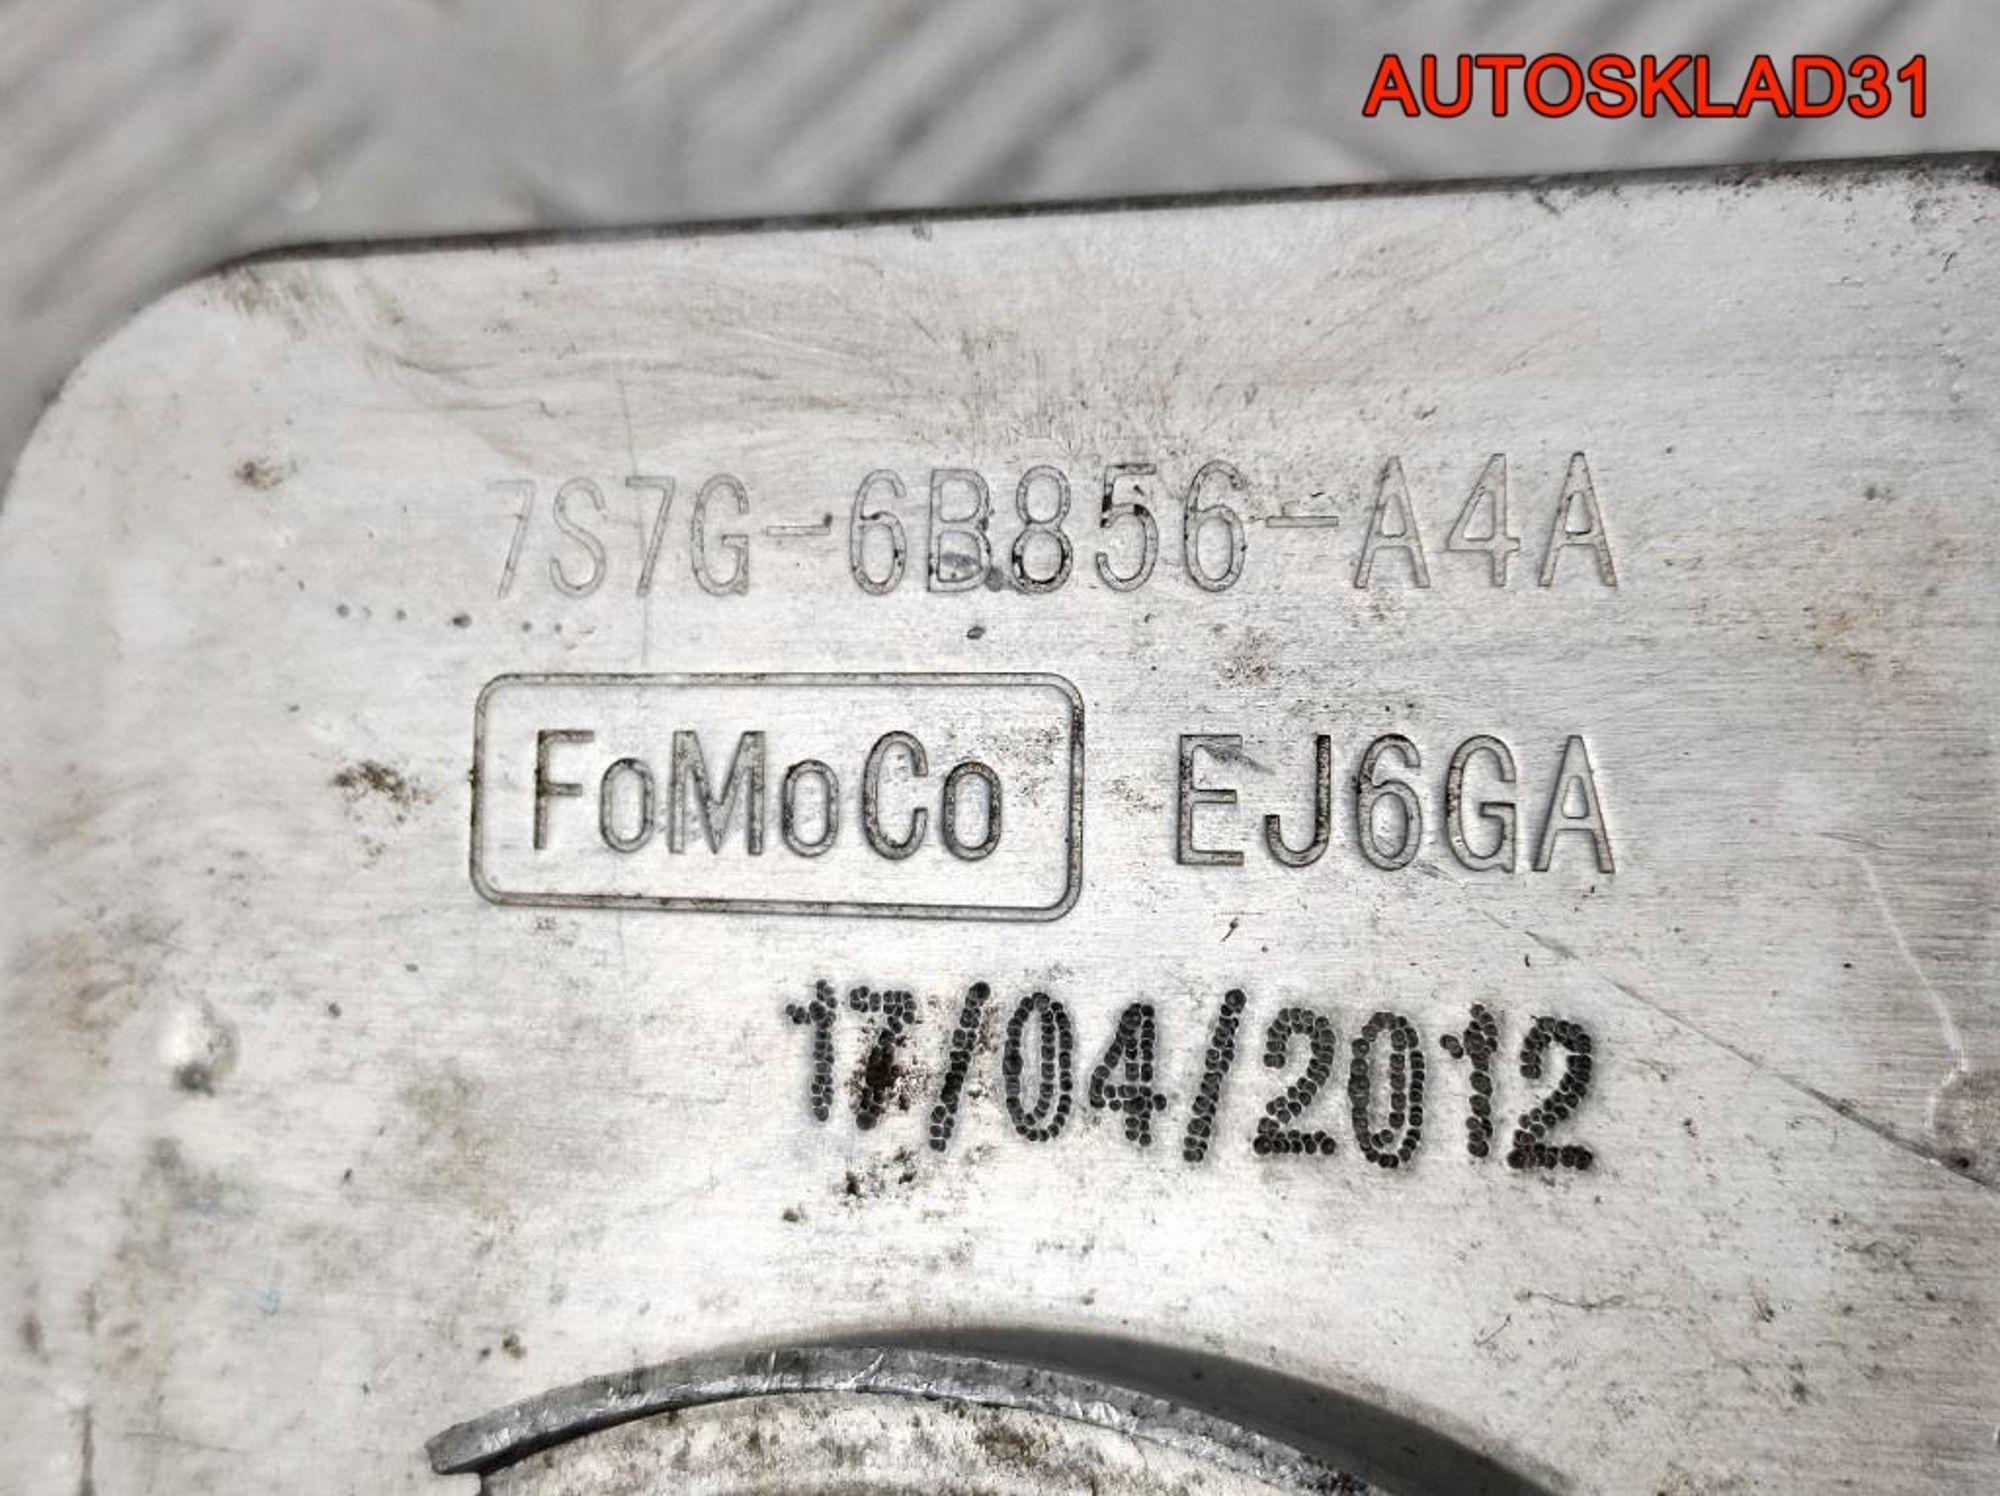 AUTOSKLAD31
7S7G-6B856-A4A
FoMoCo EJ6GA
17/04/2012